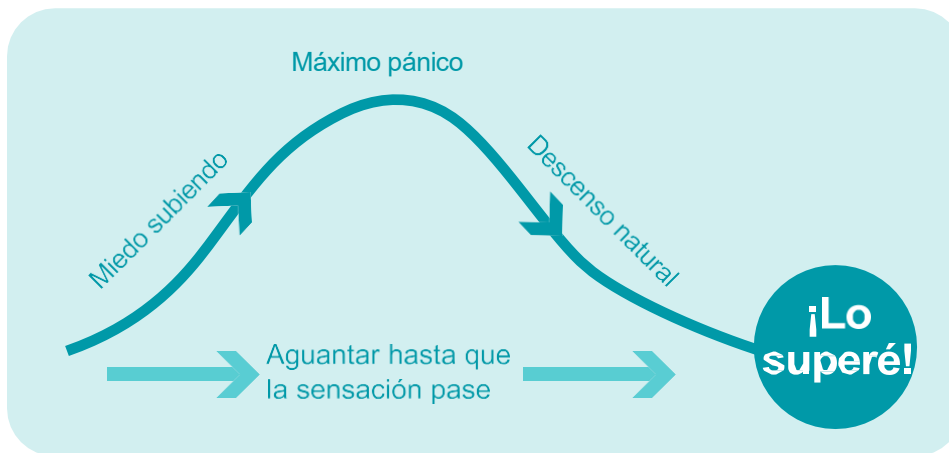 Máximo pánico
Miedo subiendo
Descenso natural
Aguantar hasta que
la sensación pase
¡Lo
superé!